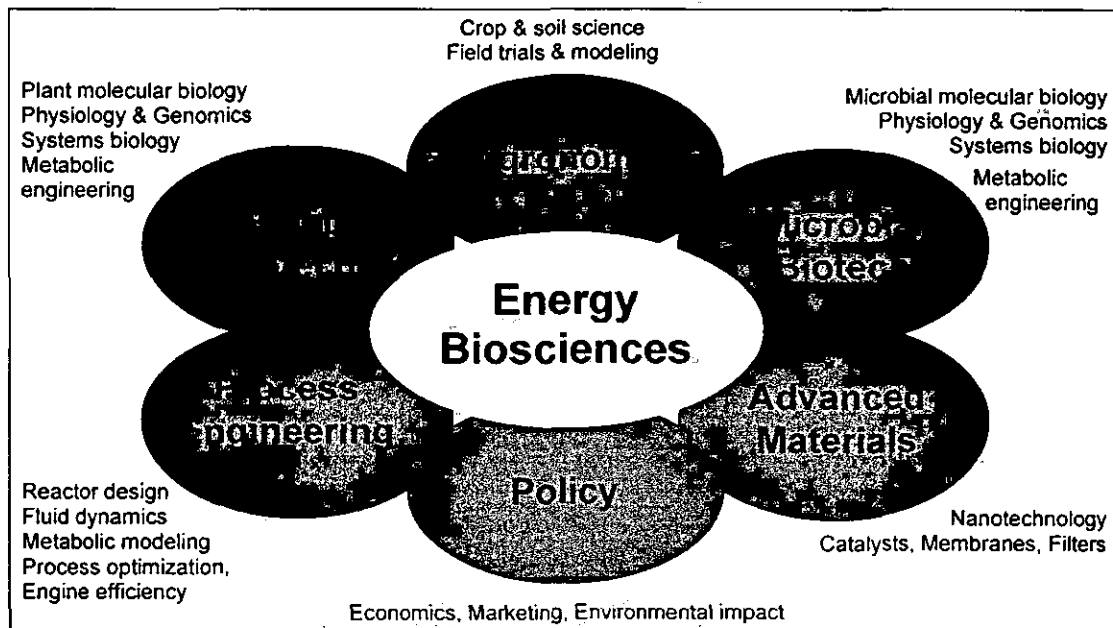 Crop & soil science
Field trials & modeling
Plant molecular biology
Physiology & Genomics
Systems biology
Metabolic
engineering
Microbial molecular biology
Physiology & Genomics
Systems biology
Metabolic
engineering
Energy
Biosciences
Process
Engineering
Advanced
Materials
Policy
Reactor design
Fluid dynamics
Metabolic modeling
Process optimization,
Engine efficiency
Nanotechnology
Catalysts, Membranes, Filters
Economics, Marketing, Environmental impact